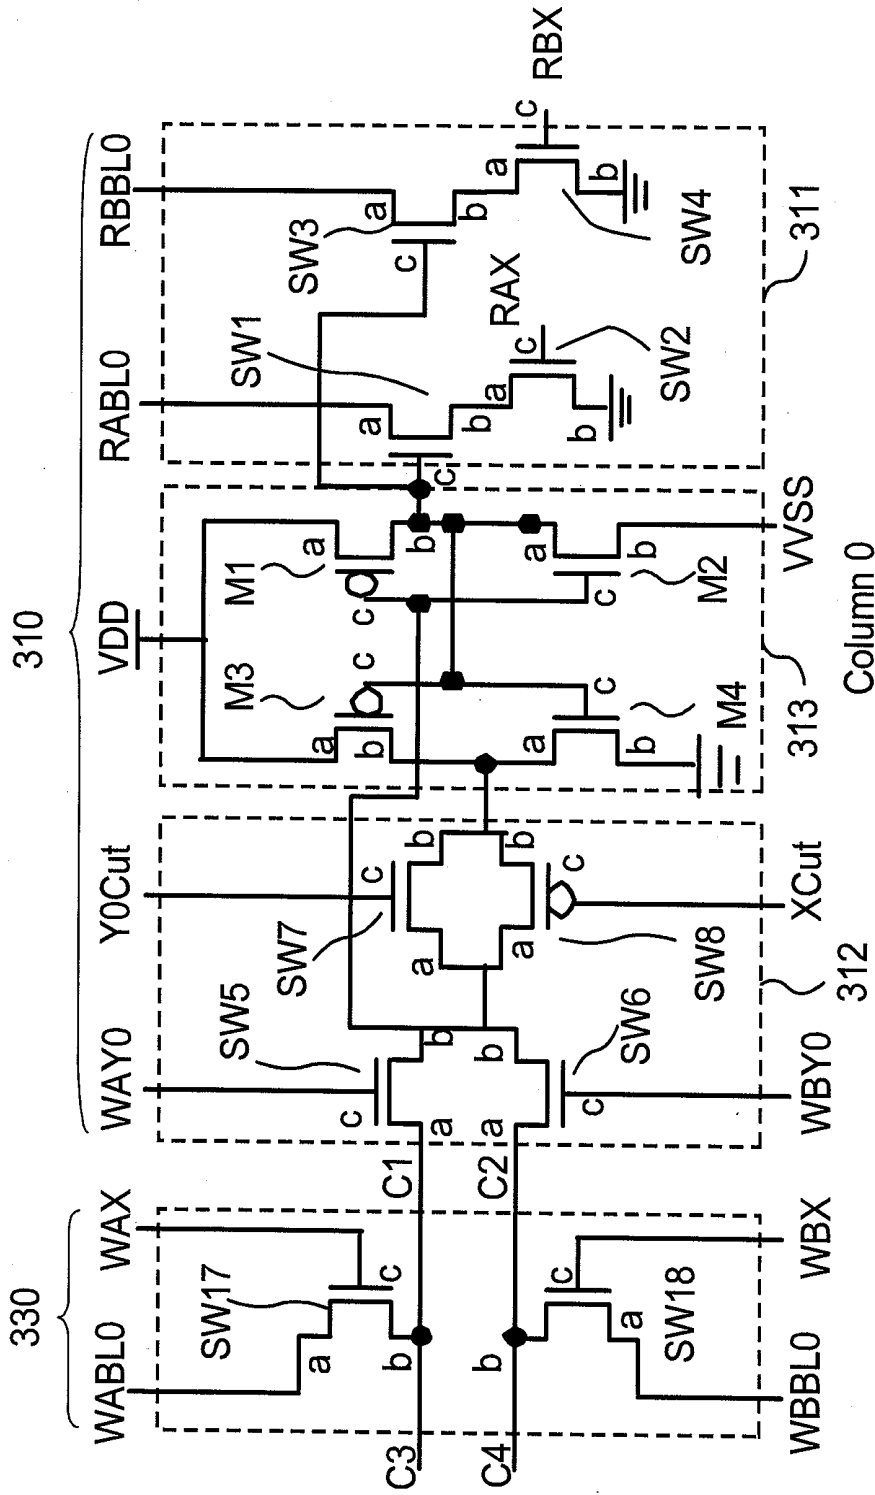 330
310
WABL0
WAX
WAY0
Y0Cut
VDD
RABL0
RBBL0
SW17
a
c
b
C3
C1
C4
C2
b
c
a
SW18
SW5
c
a
b
a
b
c
SW6
SW7
c
a
b
a
b
c
SW8
M3
a
c
b
a
c
b
M4
M1
a
c
b
a
c
b
M2
SW1
a
c
b
RAX
a
c
b
SW2
SW3
a
c
b
a
c
b
SW4
RBX
WBBL0
WBX
WBY0
XCut
VVSS
312
313
311
Column 0